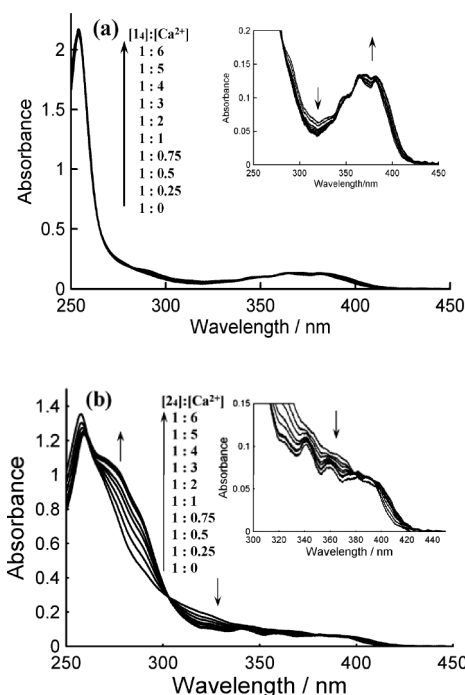 (a)
[1₄]:[Ca²⁺]
1 : 6
1 : 5
1 : 4
1 : 3
1 : 2
1 : 1
1 : 0.75
1 : 0.5
1 : 0.25
1 : 0
Absorbance
2
1
0
250 300 350 400 450
Wavelength / nm
Absorbance
0.2
0.15
0.1
0.05
0
250 300 350 400 450
Wavelength/nm
(b)
[2₄]:[Ca²⁺]
1 : 6
1 : 5
1 : 4
1 : 3
1 : 2
1 : 1
1 : 0.75
1 : 0.5
1 : 0.25
1 : 0
Absorbance
1.4
1.2
1
0.8
0.6
0.4
0.2
0
250 300 350 400 450
Wavelength / nm
Absorbance
0.15
0.1
0.05
0
300 320 340 360 380 400 420 440
Wavelength / nm